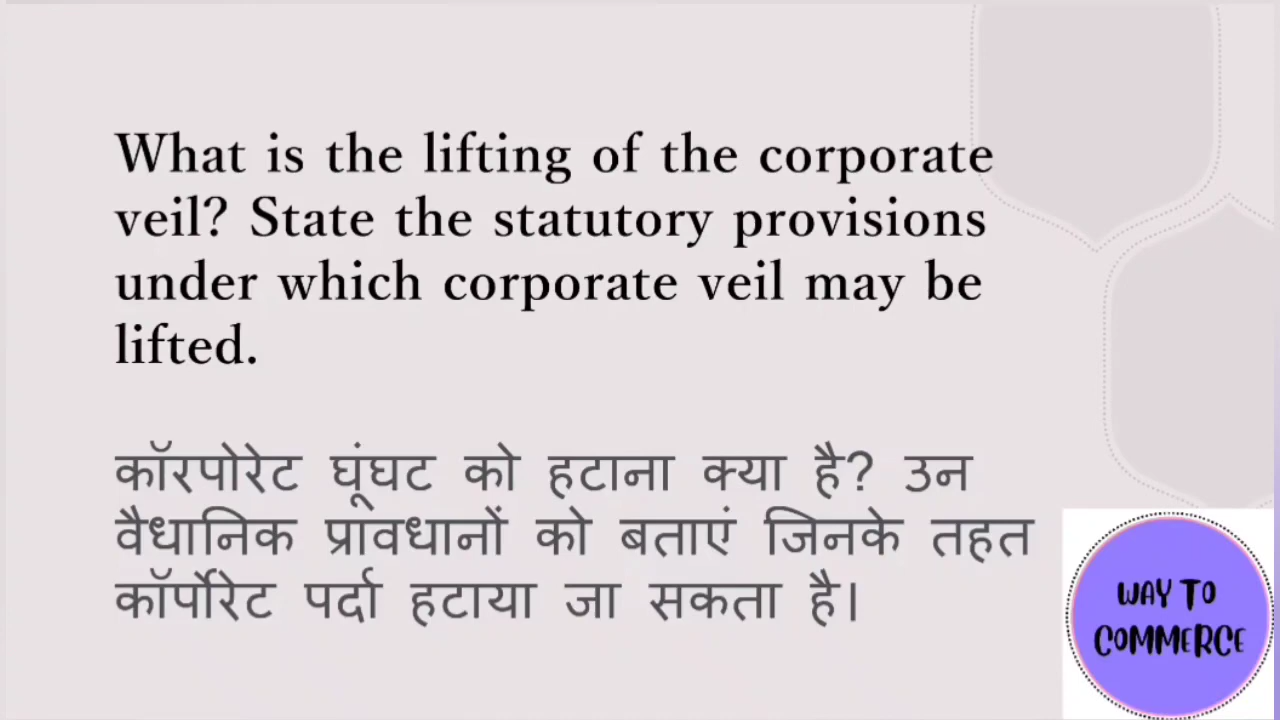 What is the lifting of the corporate
veil? State the statutory provisions
under which corporate veil may be
lifted.
कॉरपोरेट घूंघट को हटाना क्या है? उन
वैधानिक प्रावधानों को बताएं जिनके तहत
कॉर्पोरेट पर्दा हटाया जा सकता है।
WAY TO
COMMERCE